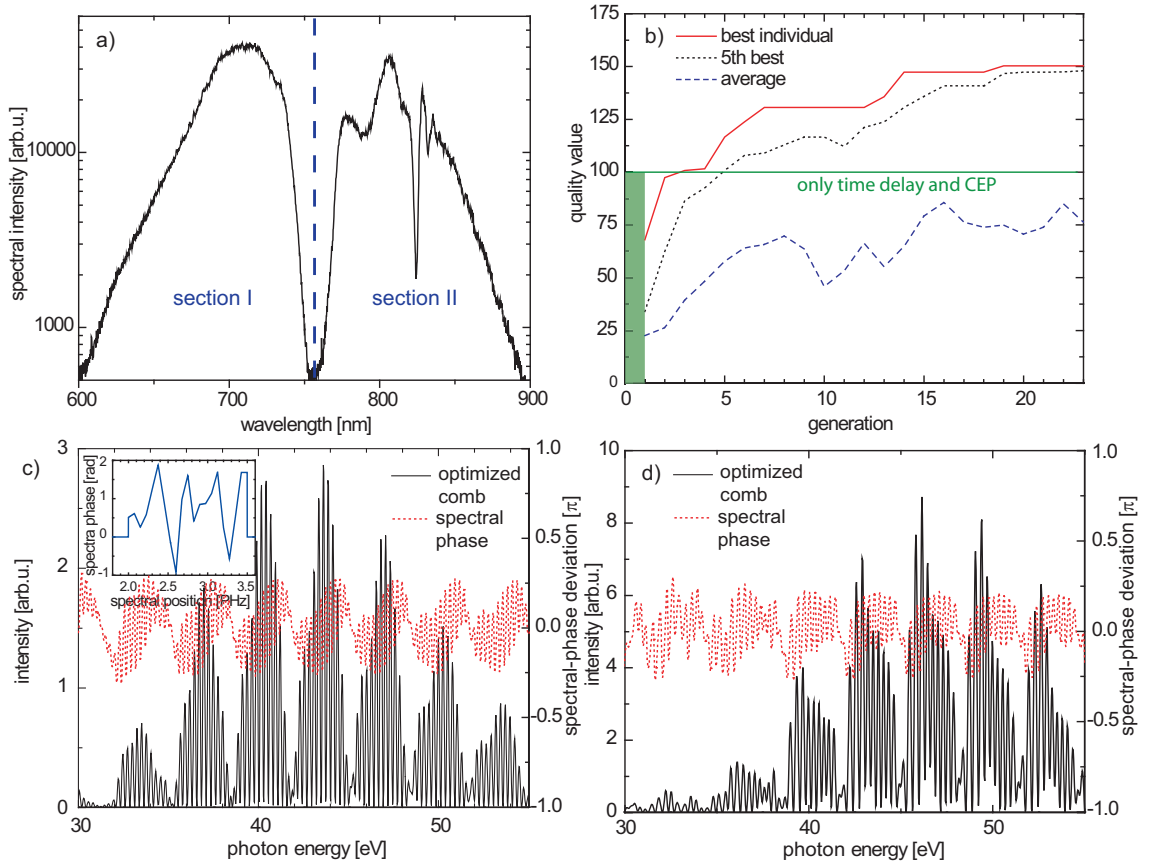 a)
spectral intensity [arb.u.]
10000
1000
section I
section II
600
700
800
900
wavelength [nm]
b)
best individual
5th best
average
quality value
175
150
125
100
75
50
25
0
only time delay and CEP
0
5
10
15
20
generation
c)
optimized
comb
spectral
phase
intensity [arb.u.]
3
2
1
0
1.0
0.5
0.0
-0.5
-1.0
spectral-phase deviation [π]
spectra phase [rad]
2
1
0
-1
2.0
2.5
3.0
3.5
spectral position [PHz]
30
40
50
photon energy [eV]
d)
optimized
comb
spectral
phase
intensity [arb.u.]
10
8
6
4
2
0
1.0
0.5
0.0
-0.5
-1.0
spectral-phase deviation [π]
30
40
50
photon energy [eV]